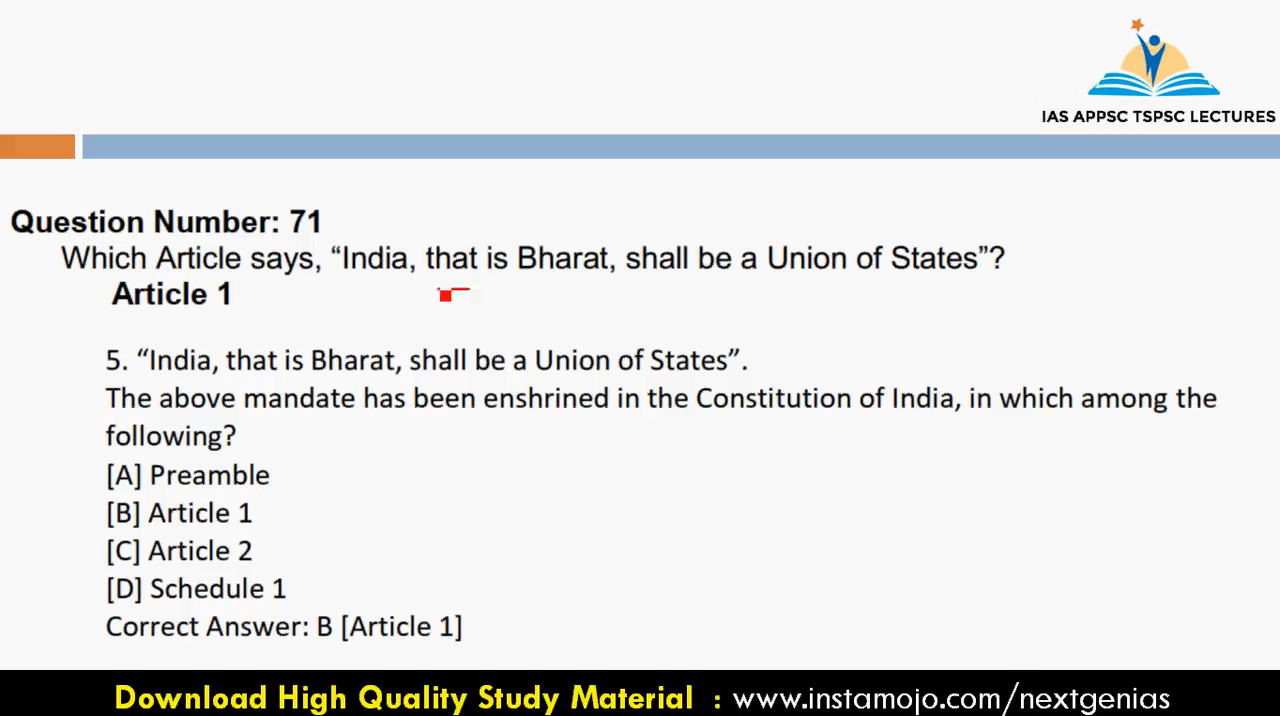 IAS APPSC TSPSC LECTURES
Question Number: 71
Which Article says, “India, that is Bharat, shall be a Union of States”?
Article 1
5. “India, that is Bharat, shall be a Union of States”.
The above mandate has been enshrined in the Constitution of India, in which among the
following?
[A] Preamble
[B] Article 1
[C] Article 2
[D] Schedule 1
Correct Answer: B [Article 1]
Download High Quality Study Material : www.instamojo.com/nextgenias